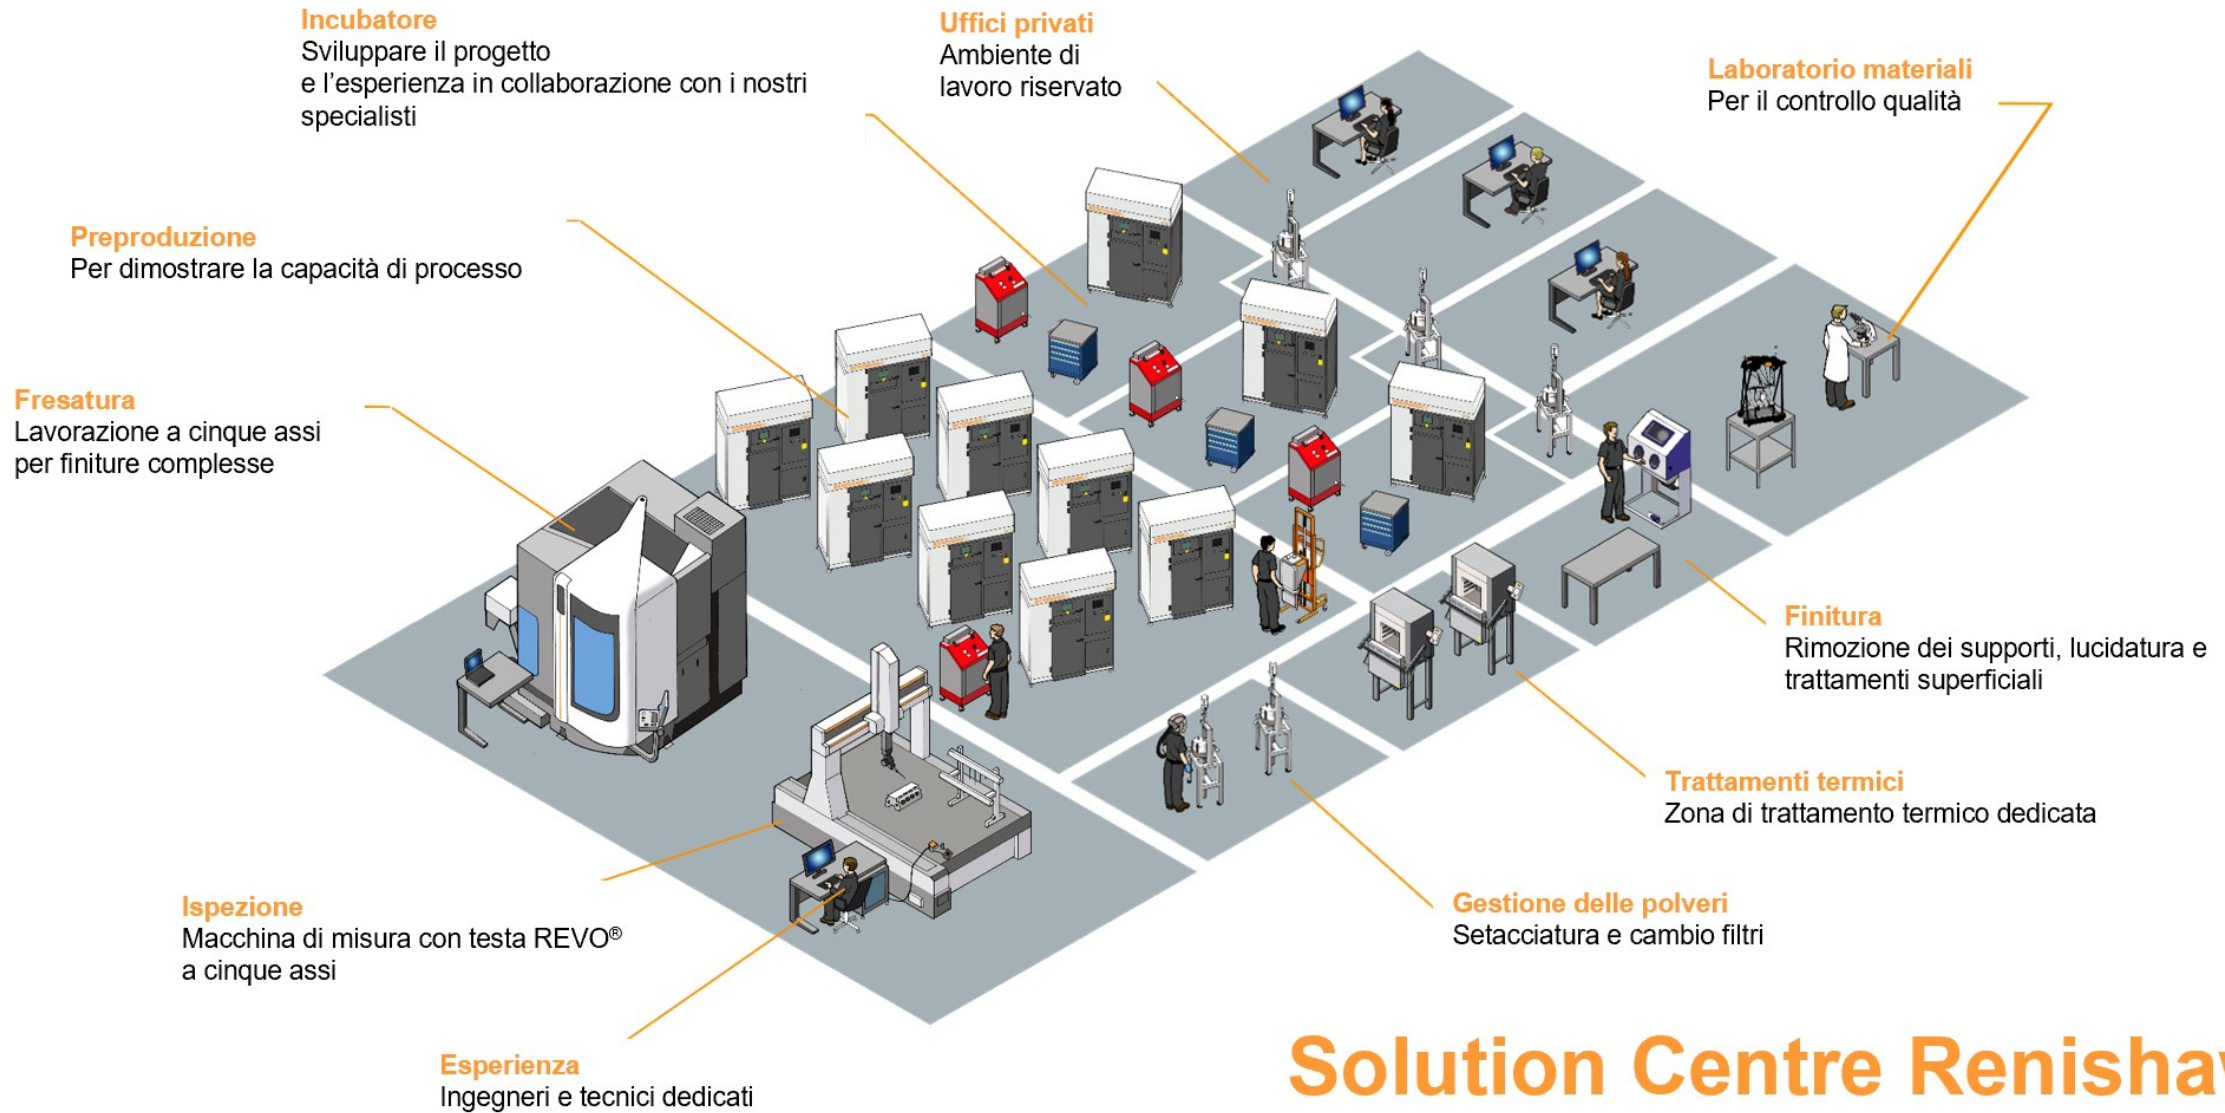 Incubatore
Sviluppare il progetto
e l'esperienza in collaborazione con i nostri
specialisti
Uffici privati
Ambiente di
lavoro riservato
Laboratorio materiali
Per il controllo qualità
Preproduzione
Per dimostrare la capacità di processo
Fresatura
Lavorazione a cinque assi
per finiture complesse
Finitura
Rimozione dei supporti, lucidatura e
trattamenti superficiali
Trattamenti termici
Zona di trattamento termico dedicata
Gestione delle polveri
Setacciatura e cambio filtri
Ispezione
Macchina di misura con testa REVO®
a cinque assi
Esperienza
Ingegneri e tecnici dedicati
Solution Centre